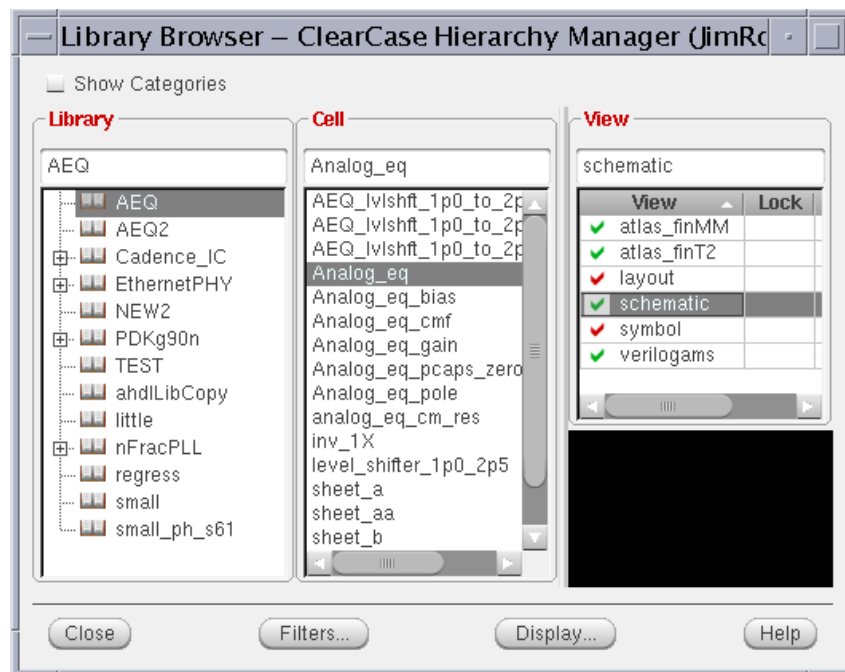 Library Browser – ClearCase Hierarchy Manager (JimRo
Show Categories
Library
AEQ
AEQ
AEQ2
Cadence_IC
EthernetPHY
NEW2
PDKg90n
TEST
ahdlLibCopy
little
nFracPLL
regress
small
small_ph_s61
Cell
Analog_eq
AEQ_lvlshft_1p0_to_2p
AEQ_lvlshft_1p0_to_2p
AEQ_lvlshft_1p0_to_2p
Analog_eq
Analog_eq_bias
Analog_eq_cmf
Analog_eq_gain
Analog_eq_pcaps_zero
Analog_eq_pole
analog_eq_cm_res
inv_1X
level_shifter_1p0_2p5
sheet_a
sheet_aa
sheet_b
View
schematic
View Lock
atlas_finMM
atlas_finT2
layout
schematic
symbol
verilogams
Close Filters... Display... Help